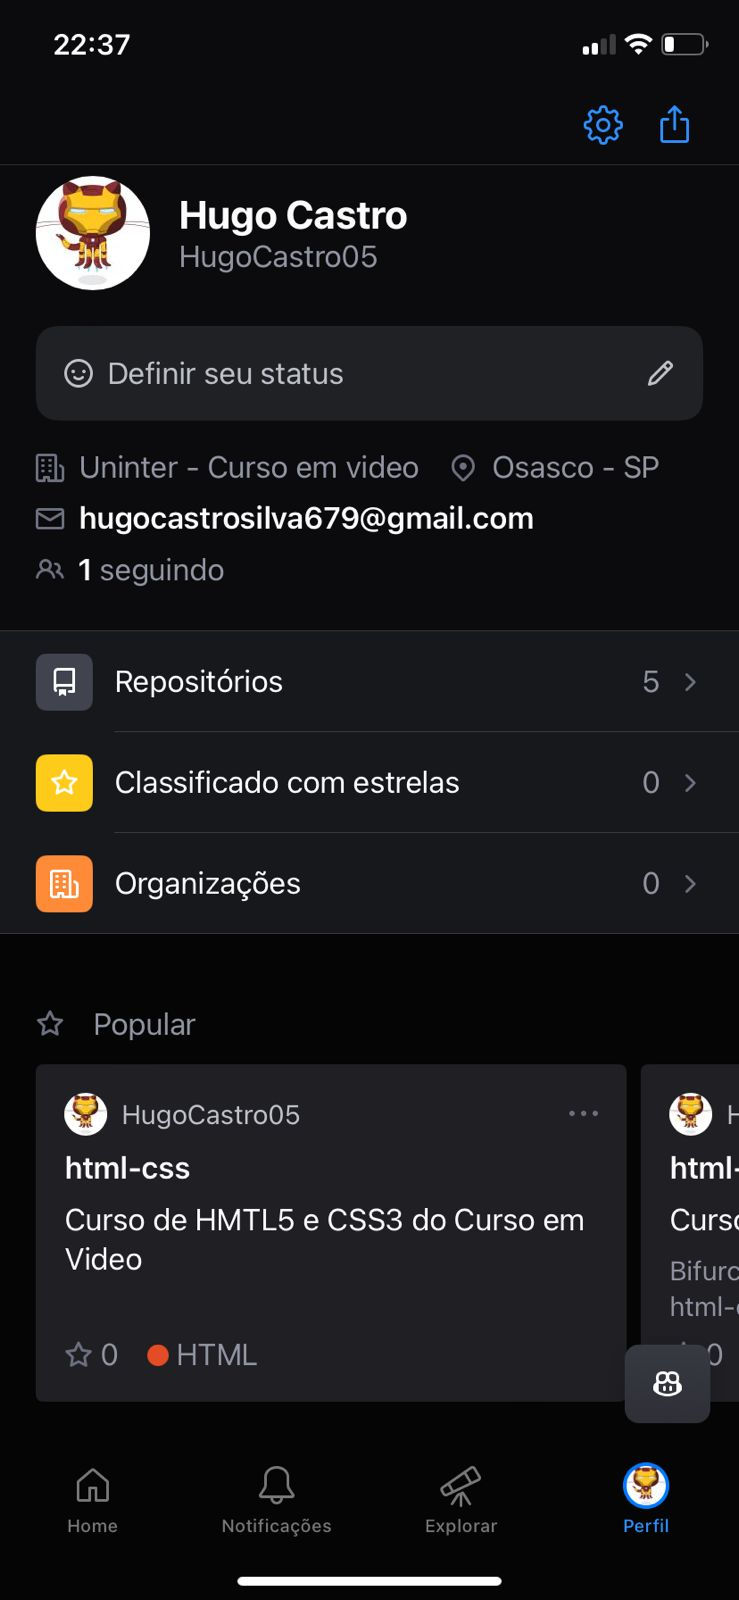 22:37
Hugo Castro
HugoCastro05
Definir seu status
Uninter - Curso em video Osasco - SP
hugocastrosilva679@gmail.com
1 seguindo
Repositórios 5
Classificado com estrelas 0
Organizações 0
Popular
HugoCastro05 H
html-css html-
Curso de HMTL5 e CSS3 do Curso em Curso
Video
Bifurc
html-c
0 HTML 0
Home Notificações Explorar Perfil